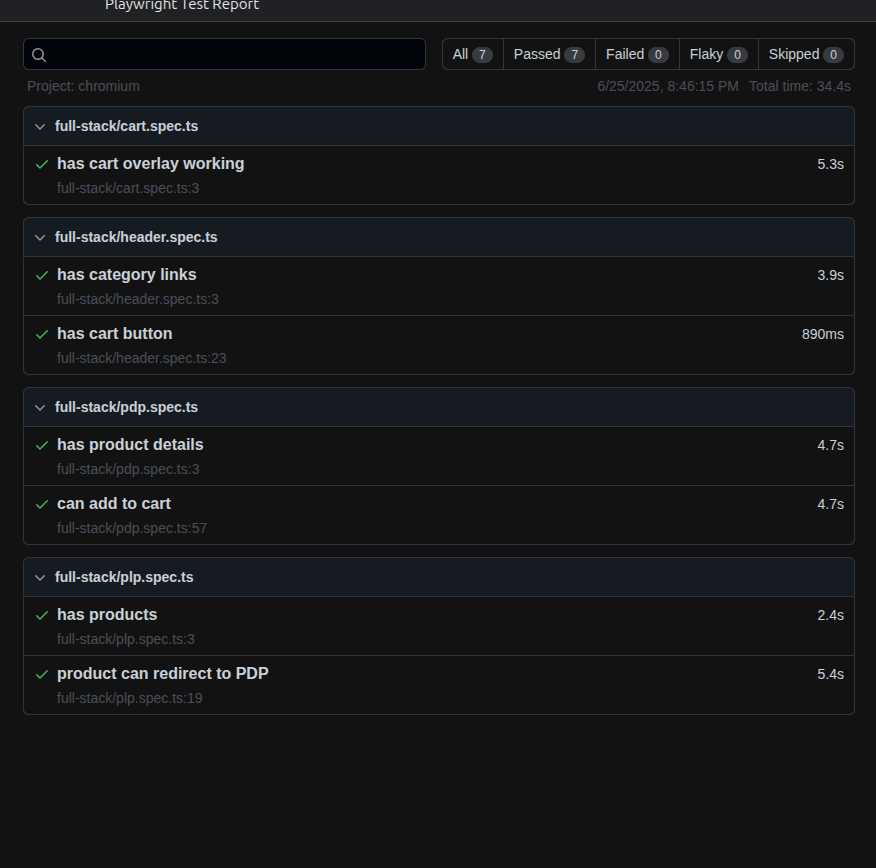 Playwright Test Report
All 7 Passed 7 Failed 0 Flaky 0 Skipped 0
Project: chromium 6/25/2025, 8:46:15 PM Total time: 34.4s
full-stack/cart.spec.ts
has cart overlay working 5.3s
full-stack/cart.spec.ts:3
full-stack/header.spec.ts
has category links 3.9s
full-stack/header.spec.ts:3
has cart button 890ms
full-stack/header.spec.ts:23
full-stack/pdp.spec.ts
has product details 4.7s
full-stack/pdp.spec.ts:3
can add to cart 4.7s
full-stack/pdp.spec.ts:57
full-stack/plp.spec.ts
has products 2.4s
full-stack/plp.spec.ts:3
product can redirect to PDP 5.4s
full-stack/plp.spec.ts:19